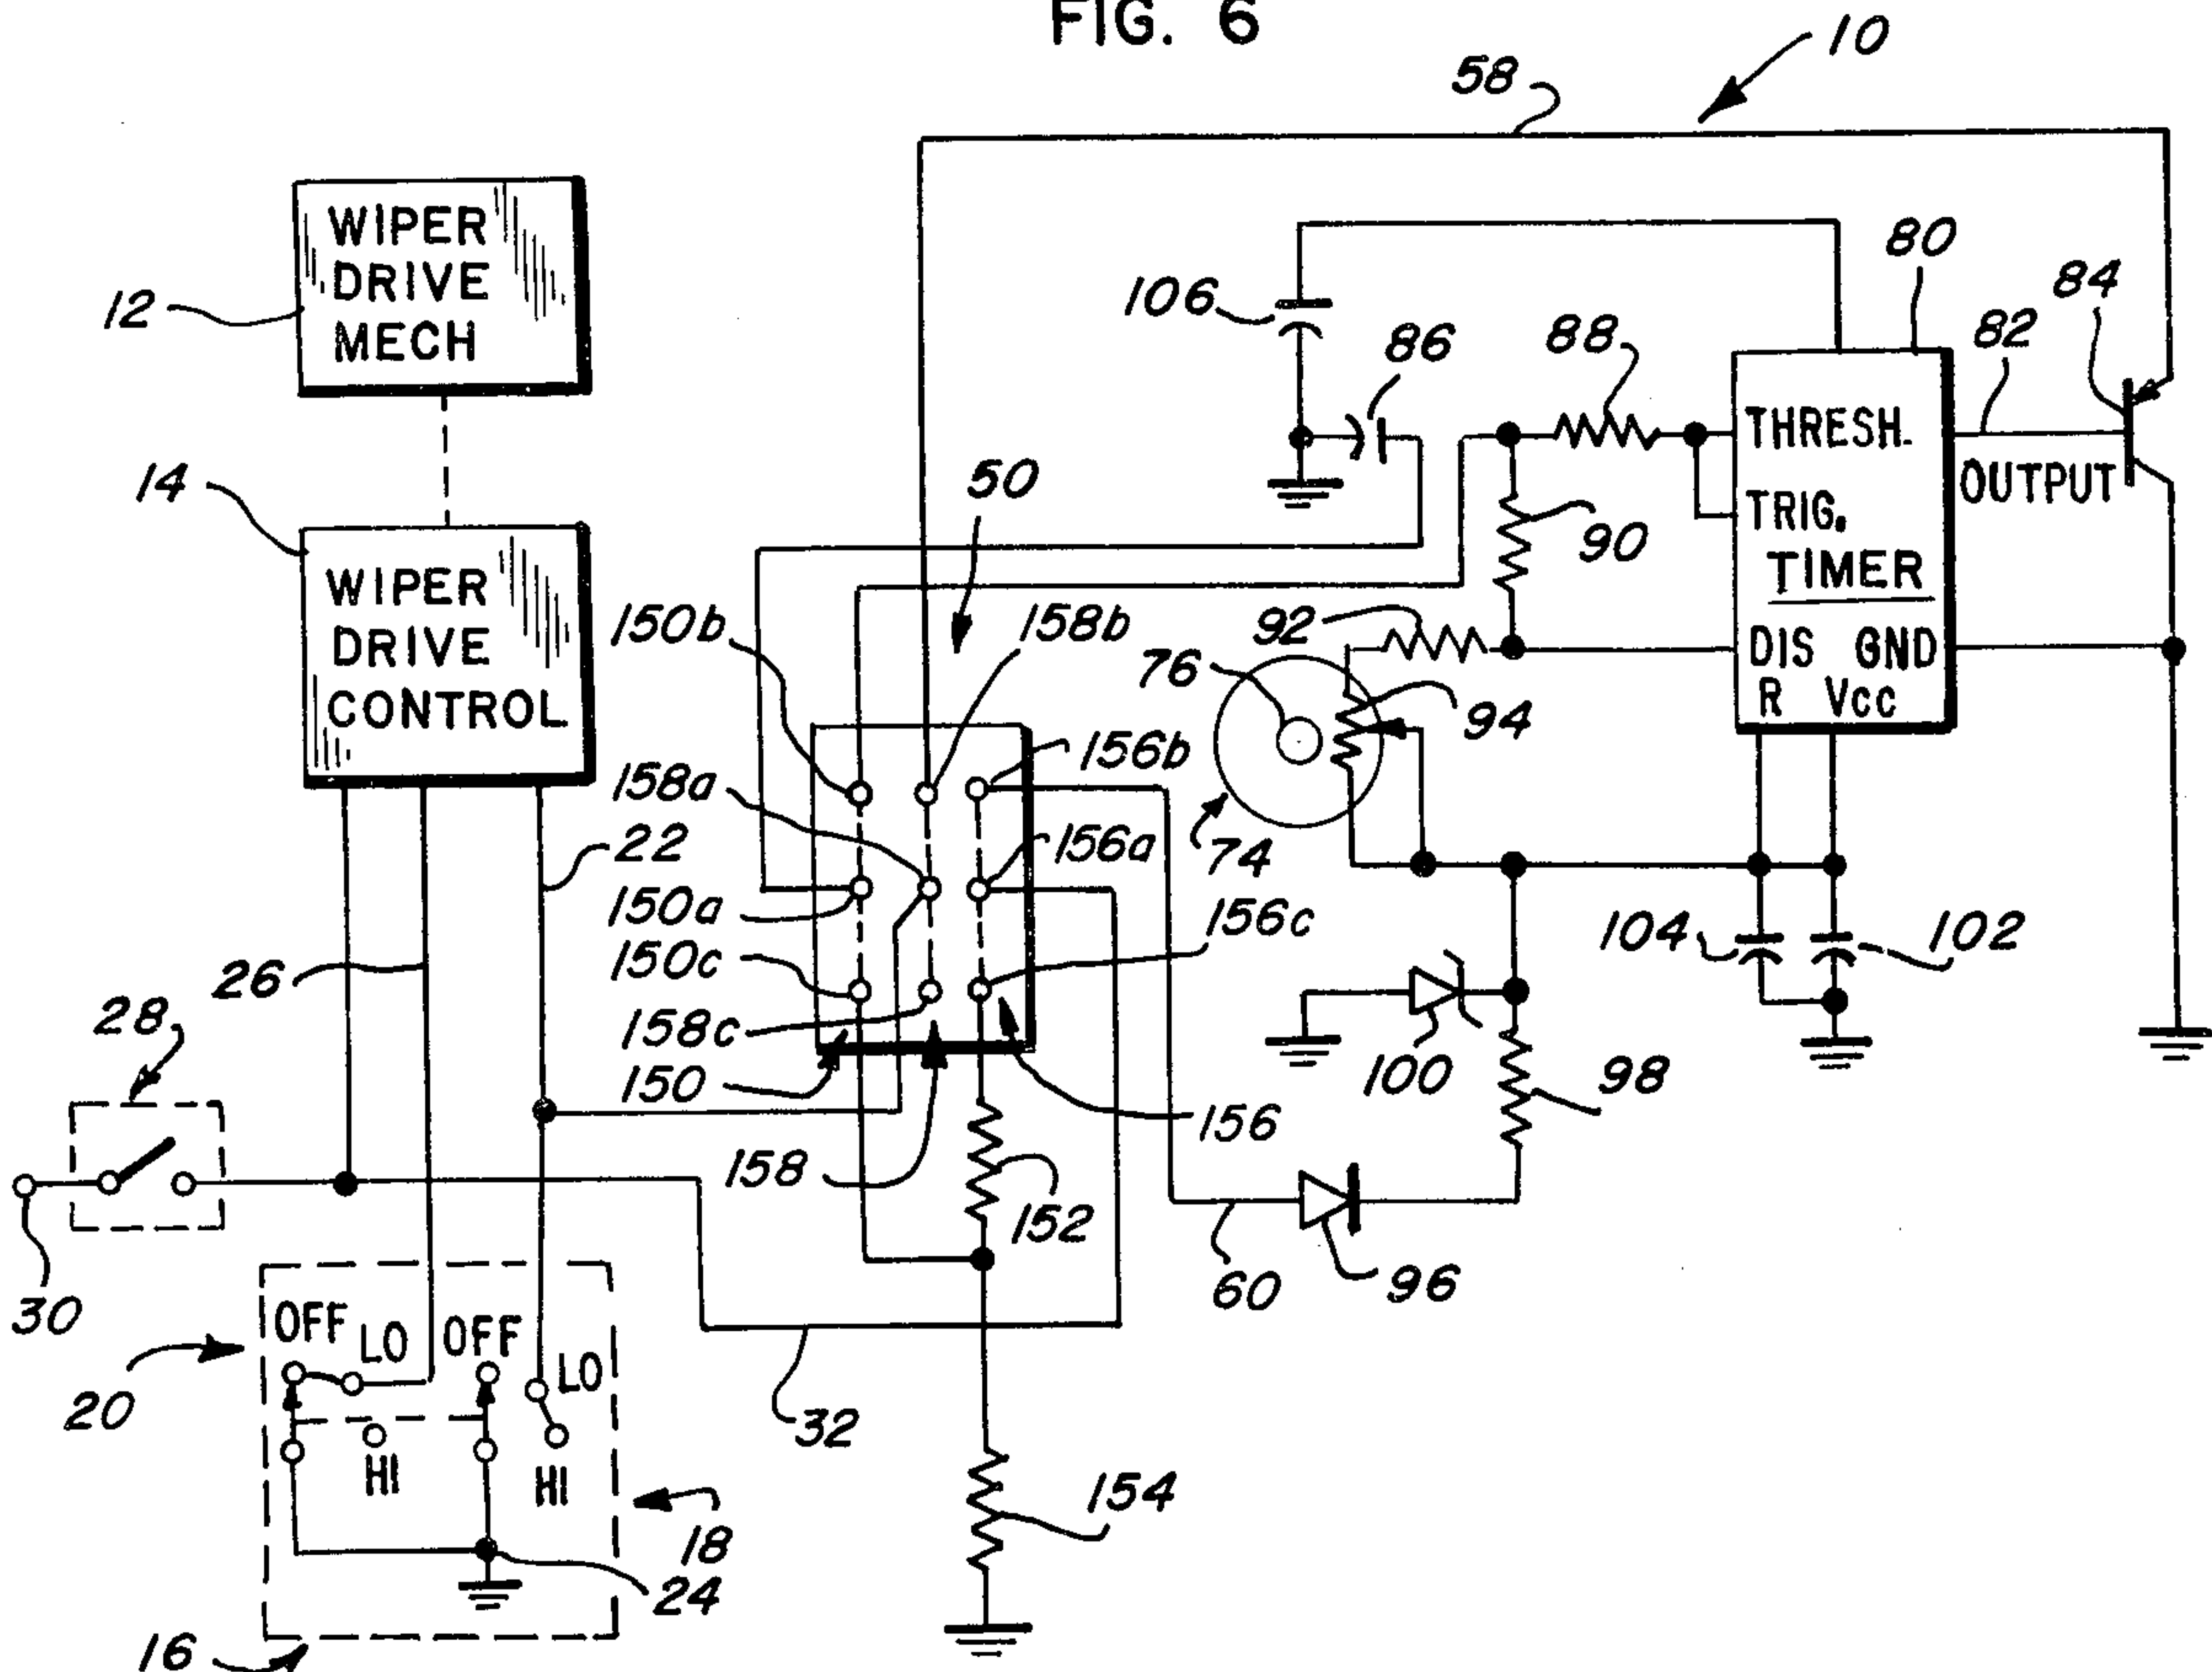 FIG. 6
10
58
WIPER
DRIVE
MECH
12
106
86
88
80
82
84
THRESH.
OUTPUT
TRIG.
TIMER
DIS GND
R Vcc
14
50
90
WIPER
DRIVE
CONTROL
150b
158b
92
76
94
156b
158a
74
156a
22
150a
156c
104
102
26
150c
28
158c
100
98
150
156
158
152
30
60
96
OFF LO OFF LO
20
32
HI HI
154
18
24
16